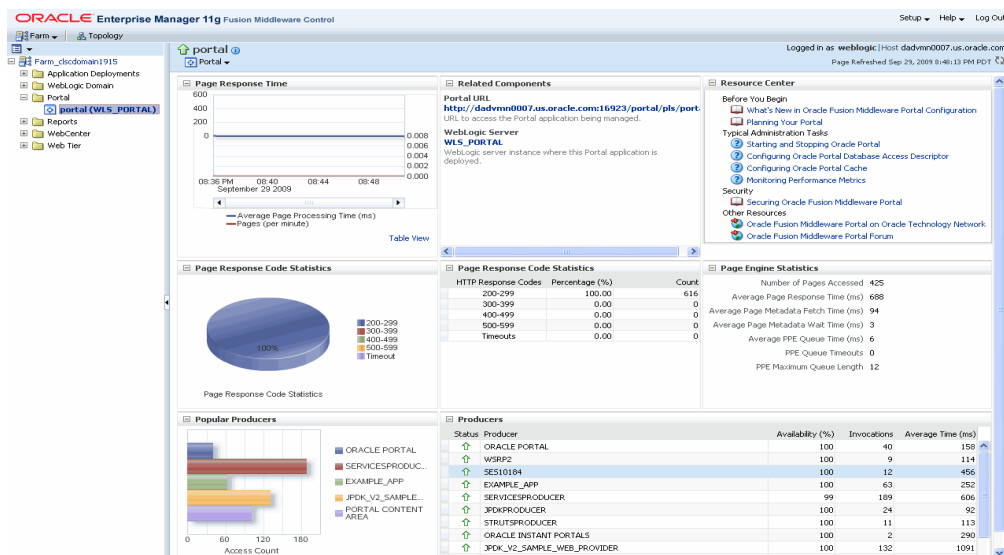 ORACLE Enterprise Manager 11g Fusion Middleware Control
Setup Help Log Out
Farm Topology
Farm_clscdomain1915
Application Deployments
WebLogic Domain
Portal
portal (WLS_PORTAL)
Reports
WebCenter
Web Tier
portal
Portal
Logged in as weblogic|Host dadvmn0007.us.oracle.com
Page Refreshed Sep 29, 2009 8:48:13 PM PDT
Page Response Time
600
400
200
0
0.008
0.006
0.004
0.002
0.000
08:36 PM 08:40 08:44 08:48
September 29 2009
Average Page Processing Time (ms)
Pages (per minute)
Table View
Related Components
Portal URL
http://dadvmn0007.us.oracle.com:16923/portal/pls/port
URL to access the Portal application being managed.
WebLogic Server
WLS_PORTAL
WebLogic server instance where this Portal application is
deployed.
Resource Center
Before You Begin
What's New in Oracle Fusion Middleware Portal Configuration
Planning Your Portal
Typical Administration Tasks
Starting and Stopping Oracle Portal
Configuring Oracle Portal Database Access Descriptor
Configuring Oracle Portal Cache
Monitoring Performance Metrics
Security
Securing Oracle Fusion Middleware Portal
Other Resources
Oracle Fusion Middleware Portal on Oracle Technology Network
Oracle Fusion Middleware Portal Forum
Page Response Code Statistics
100%
200-299
300-399
400-499
500-599
Timeout
Page Response Code Statistics
Page Response Code Statistics
HTTP Response Codes Percentage (%) Count
200-299 100.00 616
300-399 0.00 0
400-499 0.00 0
500-599 0.00 0
Timeouts 0.00 0
Page Engine Statistics
Number of Pages Accessed 425
Average Page Response Time (ms) 688
Average Page Metadata Fetch Time (ms) 94
Average Page Metadata Wait Time (ms) 3
Average PPE Queue Time (ms) 6
PPE Queue Timeouts 0
PPE Maximum Queue Length 12
Popular Producers
ORACLE PORTAL
SERVICESPRODUC...
EXAMPLE_APP
JPDK_V2_SAMPLE...
PORTAL CONTENT
AREA
0 60 120 180
Access Count
Producers
Status Producer Availability (%) Invocations Average Time (ms)
ORACLE PORTAL 100 40 158
WSRP2 100 9 114
SES10184 100 12 456
EXAMPLE_APP 100 63 252
SERVICESPRODUCER 99 189 606
JPDKPRODUCER 100 24 92
STRUTSPRODUCER 100 11 113
ORACLE INSTANT PORTALS 100 2 290
JPDK_V2_SAMPLE_WEB_PROVIDER 100 132 1091